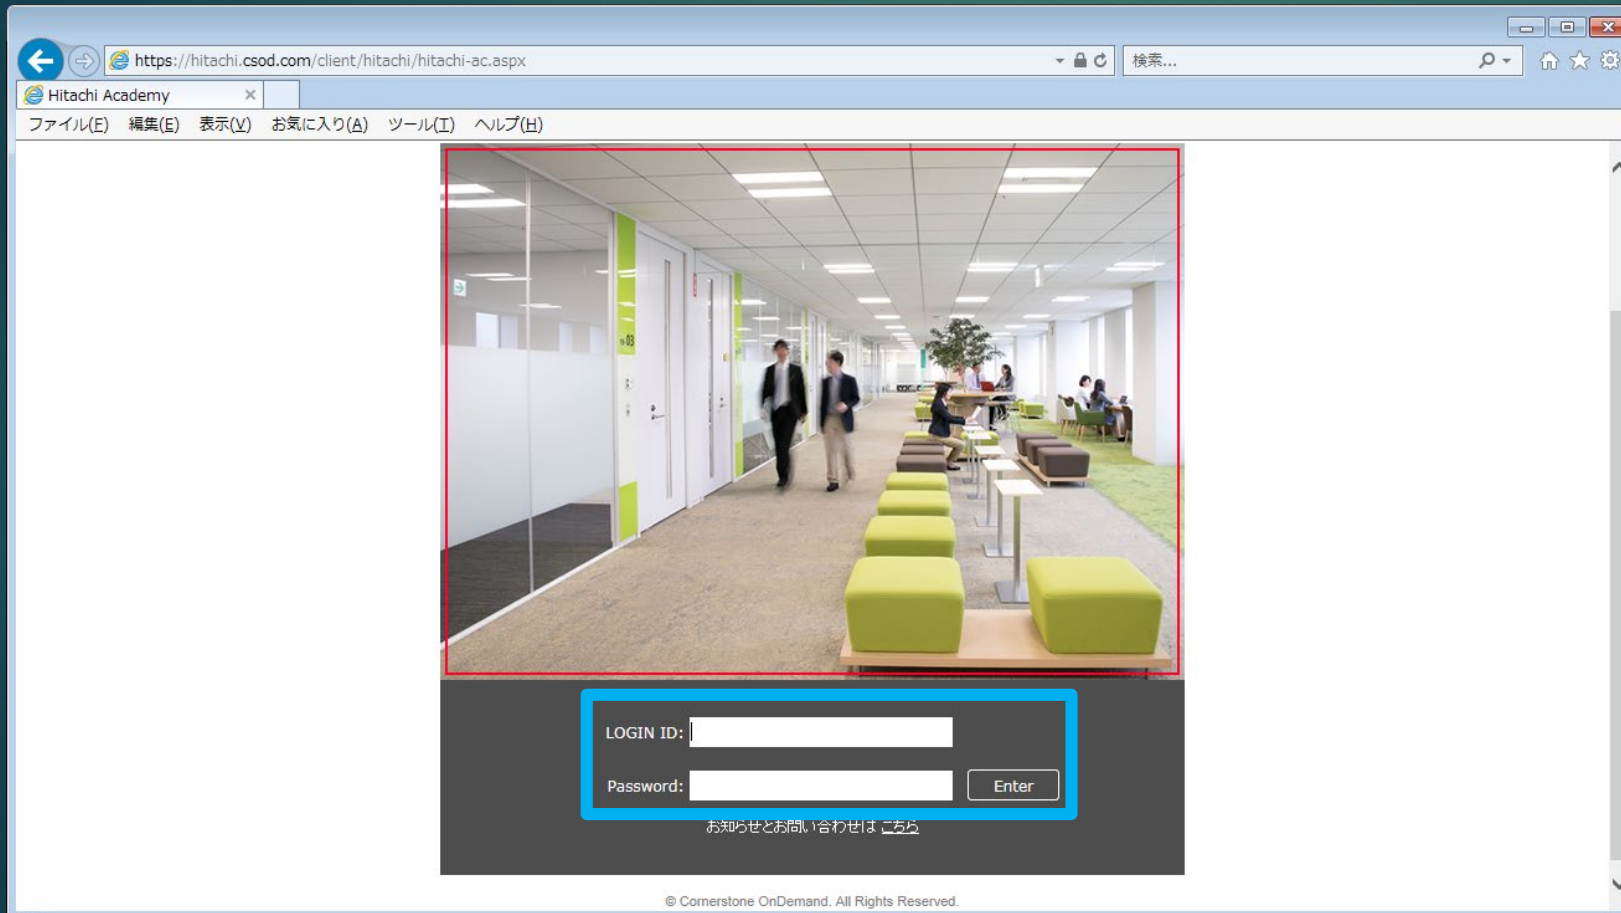 https://hitachi.csod.com/client/hitachi/hitachi-ac.aspx
検索...
Hitachi Academy
ファイル(F) 編集(E) 表示(V) お気に入り(A) ツール(T) ヘルプ(H)
03
LOGIN ID:
Password:
Enter
お知らせとお問い合わせは こちら
© Cornerstone OnDemand. All Rights Reserved.